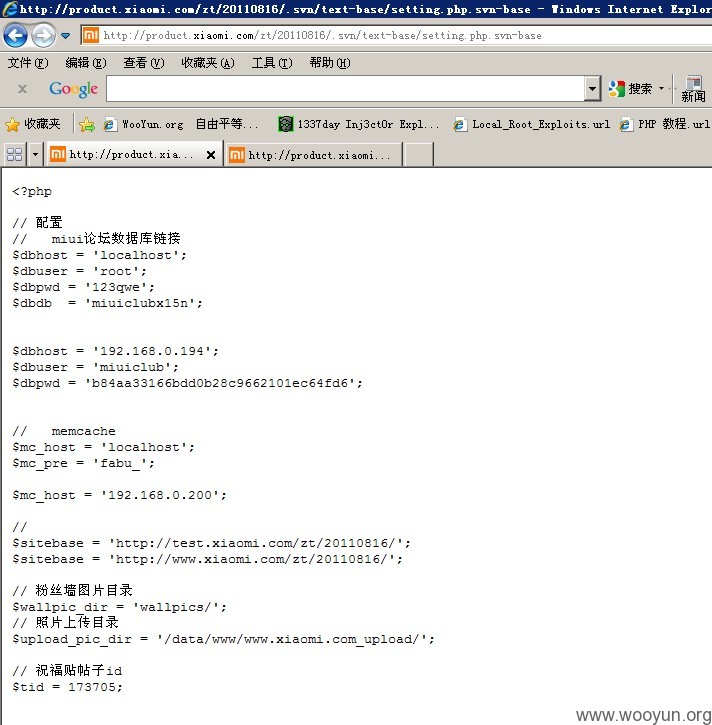 http://product.xiaomi.com/zt/20110816/.svn/text-base/setting.php.svn-base - Windows Internet Explor
http://product.xiaomi.com/zt/20110816/.svn/text-base/setting.php.svn-base
文件(F) 编辑(E) 查看(V) 收藏夹(A) 工具(T) 帮助(H)
x Google 搜索 新闻
收藏夹 WooYun.org 自由平等... 1337day Inj3ct0r Expl... Local_Root_Exploits.url PHP 教程.url
http://product.xia... http://product.xiaomi...
<?php
// 配置
// miui论坛数据库链接
$dbhost = 'localhost';
$dbuser = 'root';
$dbpwd = '123qwe';
$dbdb = 'miuiclubx15n';
$dbhost = '192.168.0.194';
$dbuser = 'miuiclub';
$dbpwd = 'b84aa33166bdd0b28c9662101ec64fd6';
// memcache
$mc_host = 'localhost';
$mc_pre = 'fabu_';
$mc_host = '192.168.0.200';
//
$sitebase = 'http://test.xiaomi.com/zt/20110816/';
$sitebase = 'http://www.xiaomi.com/zt/20110816/';
// 粉丝墙图片目录
$wallpic_dir = 'wallpics/';
// 照片上传目录
$upload_pic_dir = '/data/www/www.xiaomi.com_upload/';
// 祝福贴帖子id
$tid = 173705;
www.wooyun.org